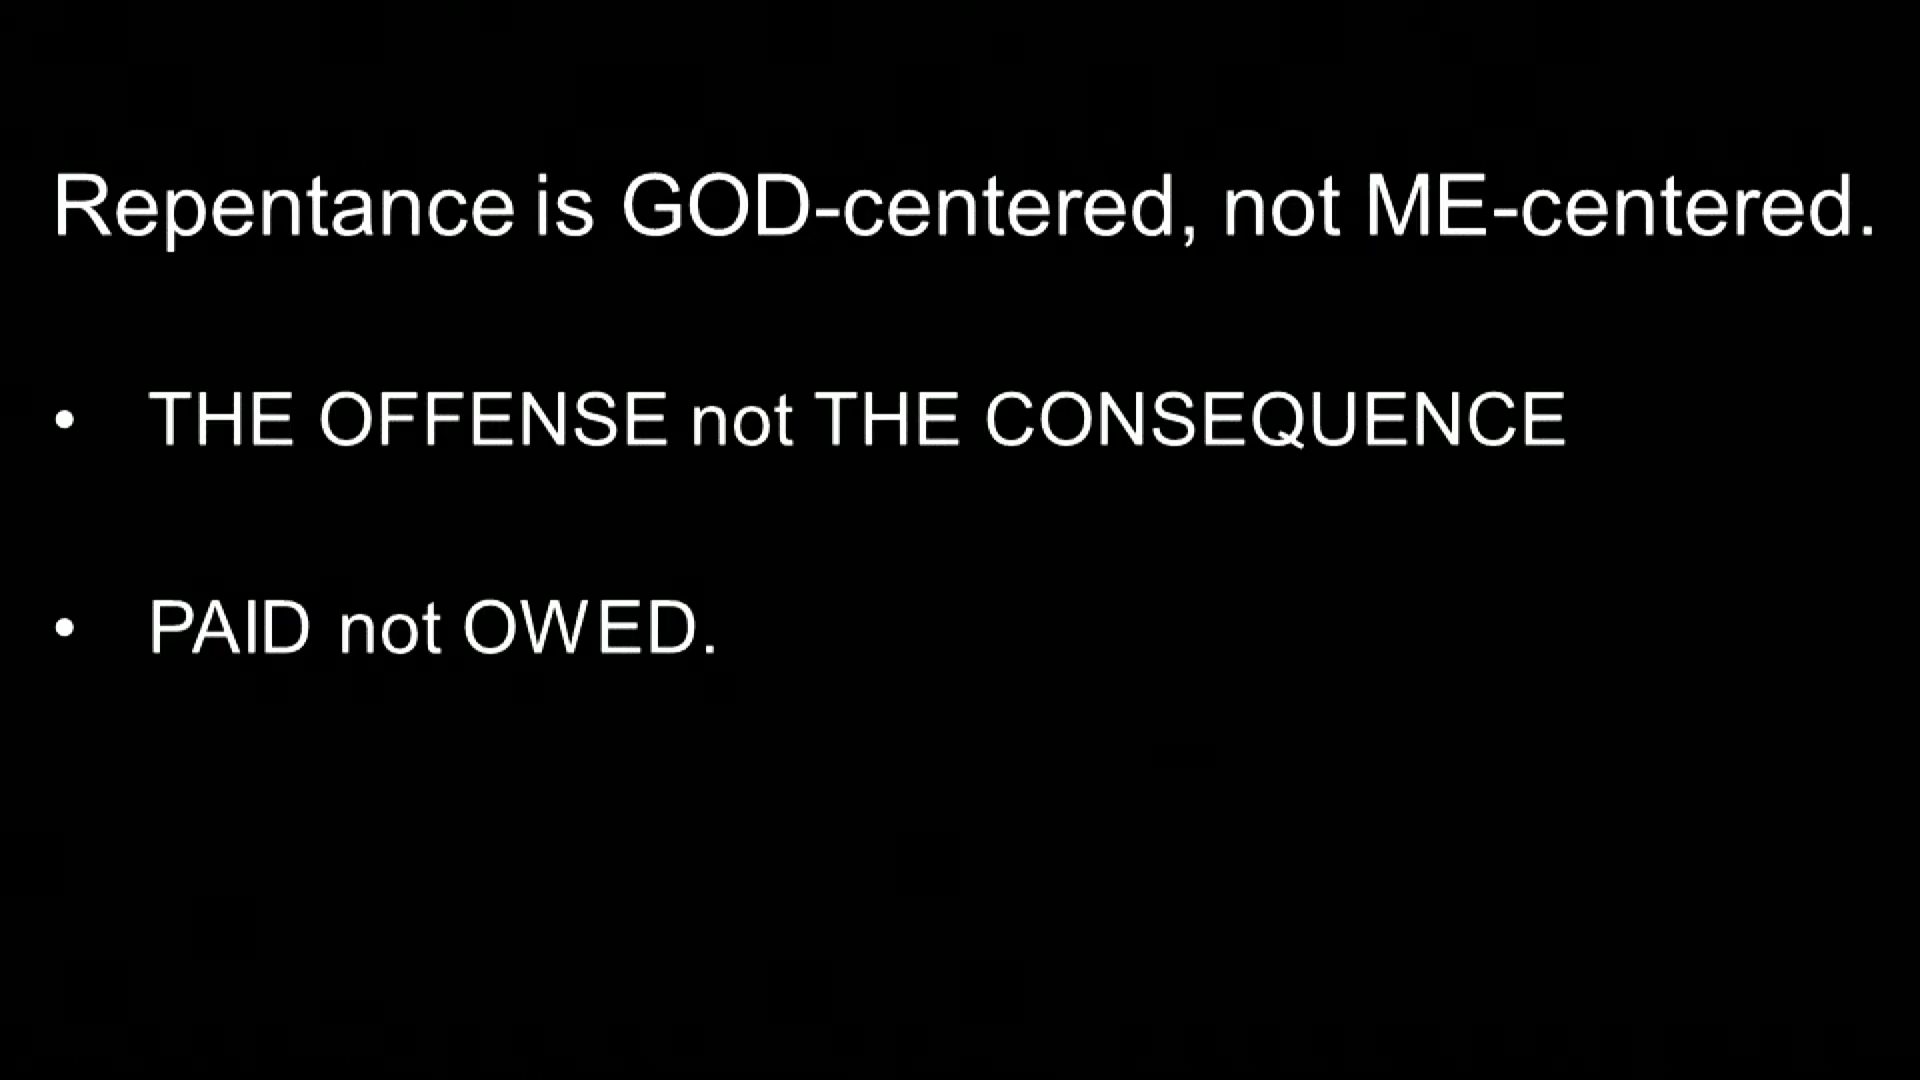 Repentance is GOD-centered, not ME-centered.
• THE OFFENSE not THE CONSEQUENCE
• PAID not OWED.